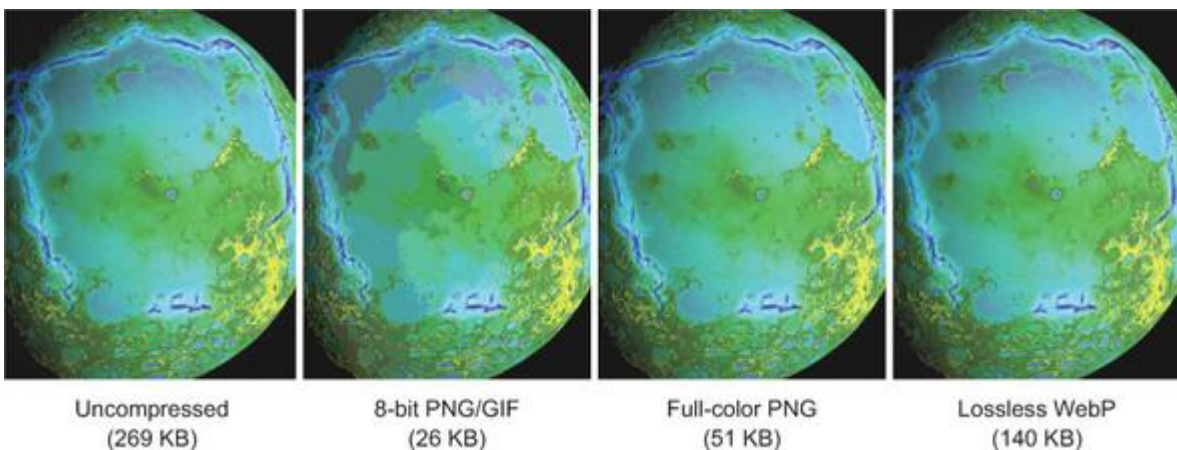 Uncompressed
(269 KB)
8-bit PNG/GIF
(26 KB)
Full-color PNG
(51 KB)
Lossless WebP
(140 KB)